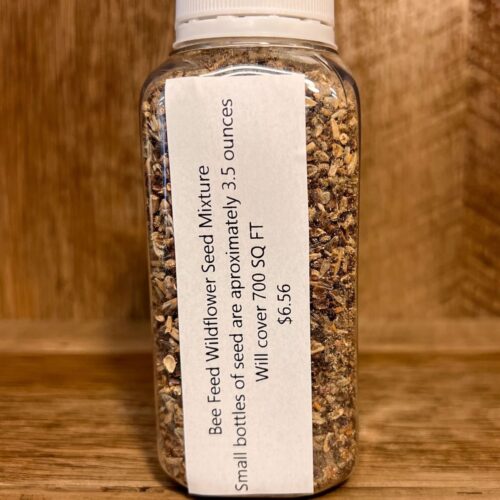 Bee Feed Wildflower Seed Mixture
Small bottles of seed are aproximately 3.5 ounces
Will cover 700 SQ FT
$6.56